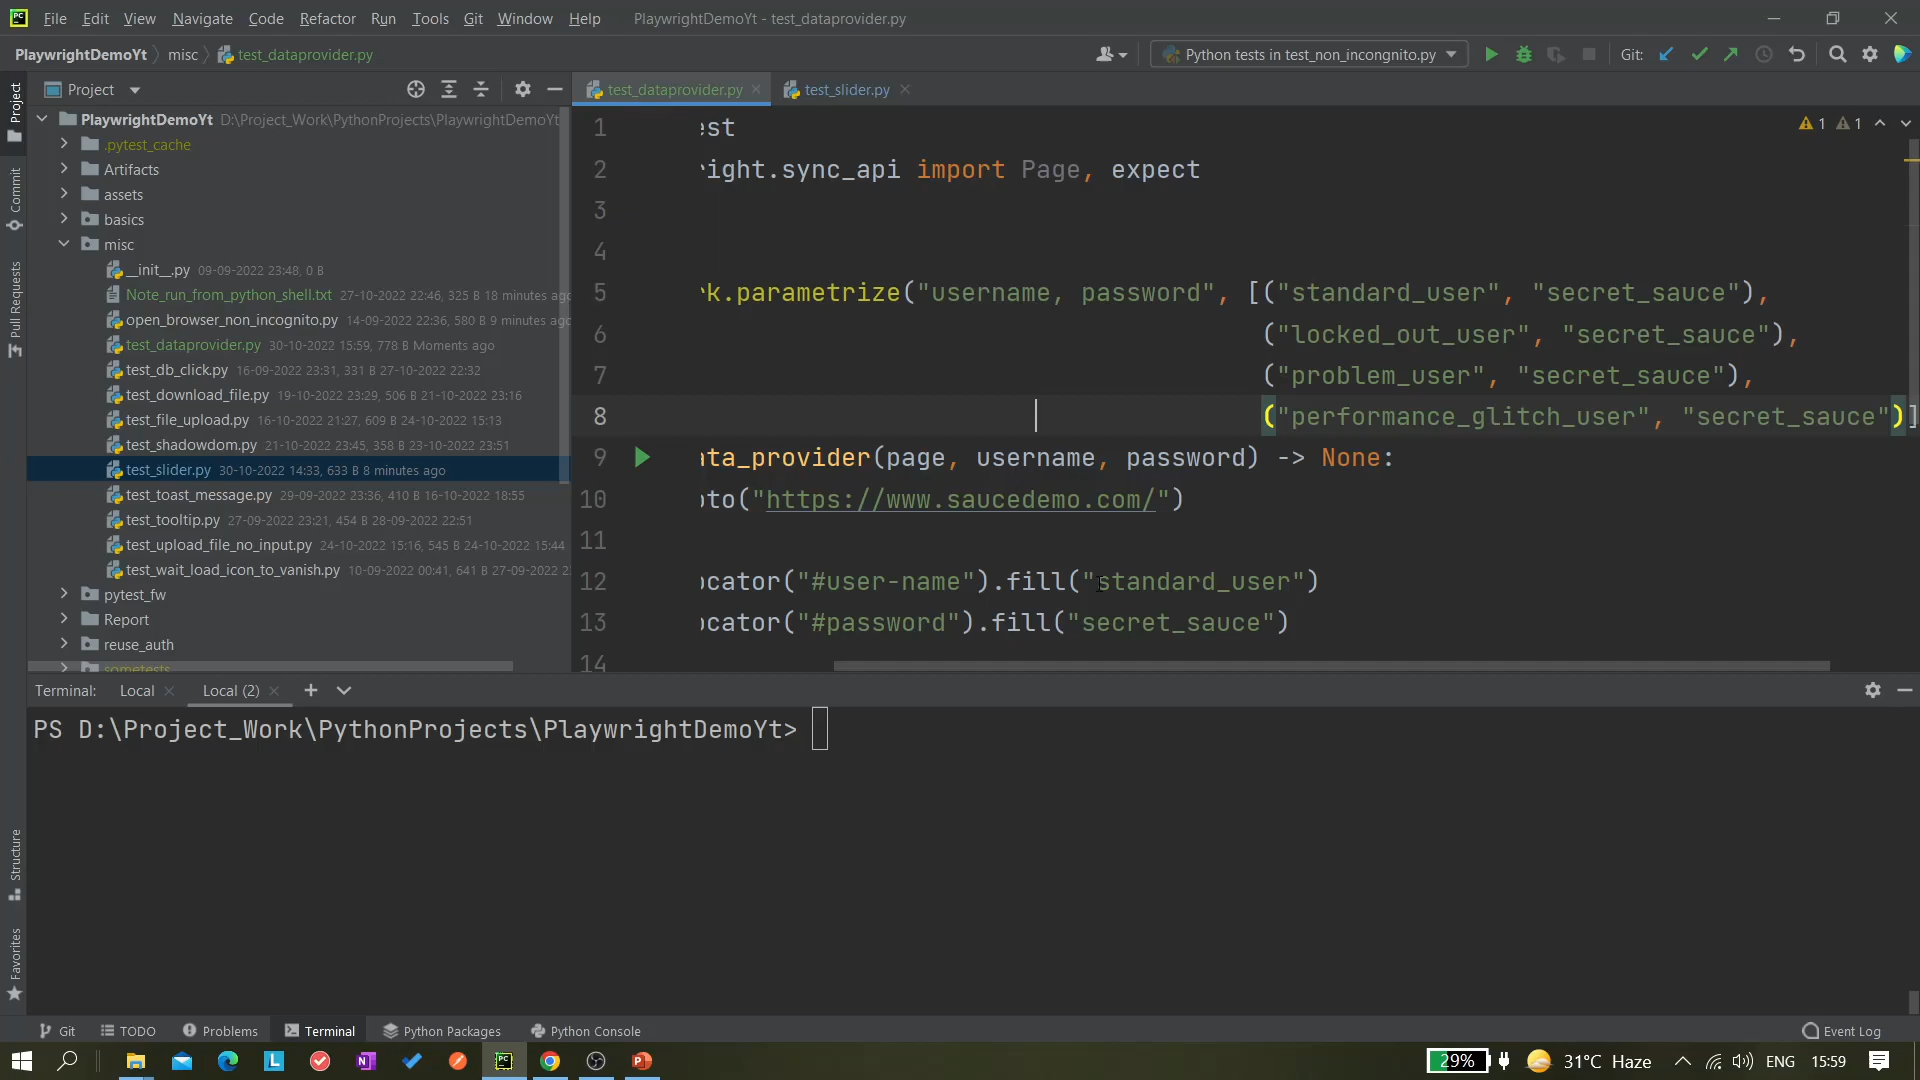 File Edit View Navigate Code Refactor Run Tools Git Window Help PlaywrightDemoYt - test_dataprovider.py
PlaywrightDemoYt misc test_dataprovider.py Python tests in test_non_incongnito.py Git:
Project
test_dataprovider.py test_slider.py
PlaywrightDemoYt D:\Project_Work\PythonProjects\PlaywrightDemoYt
.pytest_cache
Artifacts
assets
basics
misc
__init__.py 09-09-2022 23:48, 0 B
Note_run_from_python_shell.txt 27-10-2022 22:46, 325 B 18 minutes ago
open_browser_non_incognito.py 14-09-2022 22:36, 580 B 9 minutes ago
test_dataprovider.py 30-10-2022 15:59, 778 B Moments ago
test_db_click.py 16-09-2022 23:31, 331 B 27-10-2022 22:32
test_download_file.py 19-10-2022 23:29, 506 B 21-10-2022 23:16
test_file_upload.py 16-10-2022 21:27, 609 B 24-10-2022 15:13
test_shadowdom.py 21-10-2022 23:45, 358 B 23-10-2022 23:51
test_slider.py 30-10-2022 14:33, 633 B 8 minutes ago
test_toast_message.py 29-09-2022 23:36, 410 B 16-10-2022 18:55
test_tooltip.py 27-09-2022 23:21, 454 B 28-09-2022 22:51
test_upload_file_no_input.py 24-10-2022 15:16, 545 B 24-10-2022 15:44
test_wait_load_icon_to_vanish.py 10-09-2022 00:41, 641 B 27-09-2022 2
pytest_fw
Report
reuse_auth
sometests
Project
Commit
Pull Requests
Structure
Favorites
1 est
2 right.sync_api import Page, expect
3
4
5 rk.parametrize("username, password", [("standard_user", "secret_sauce"),
6 ("locked_out_user", "secret_sauce"),
7 ("problem_user", "secret_sauce"),
8 ("performance_glitch_user", "secret_sauce")]
9 ata_provider(page, username, password) -> None:
10 oto("https://www.saucedemo.com/")
11
12 ocator("#user-name").fill("standard_user")
13 ocator("#password").fill("secret_sauce")
14
1 1
Terminal: Local Local (2)
PS D:\Project_Work\PythonProjects\PlaywrightDemoYt>
Git TODO Problems Terminal Python Packages Python Console Event Log
29% 31°C Haze ENG 15:59